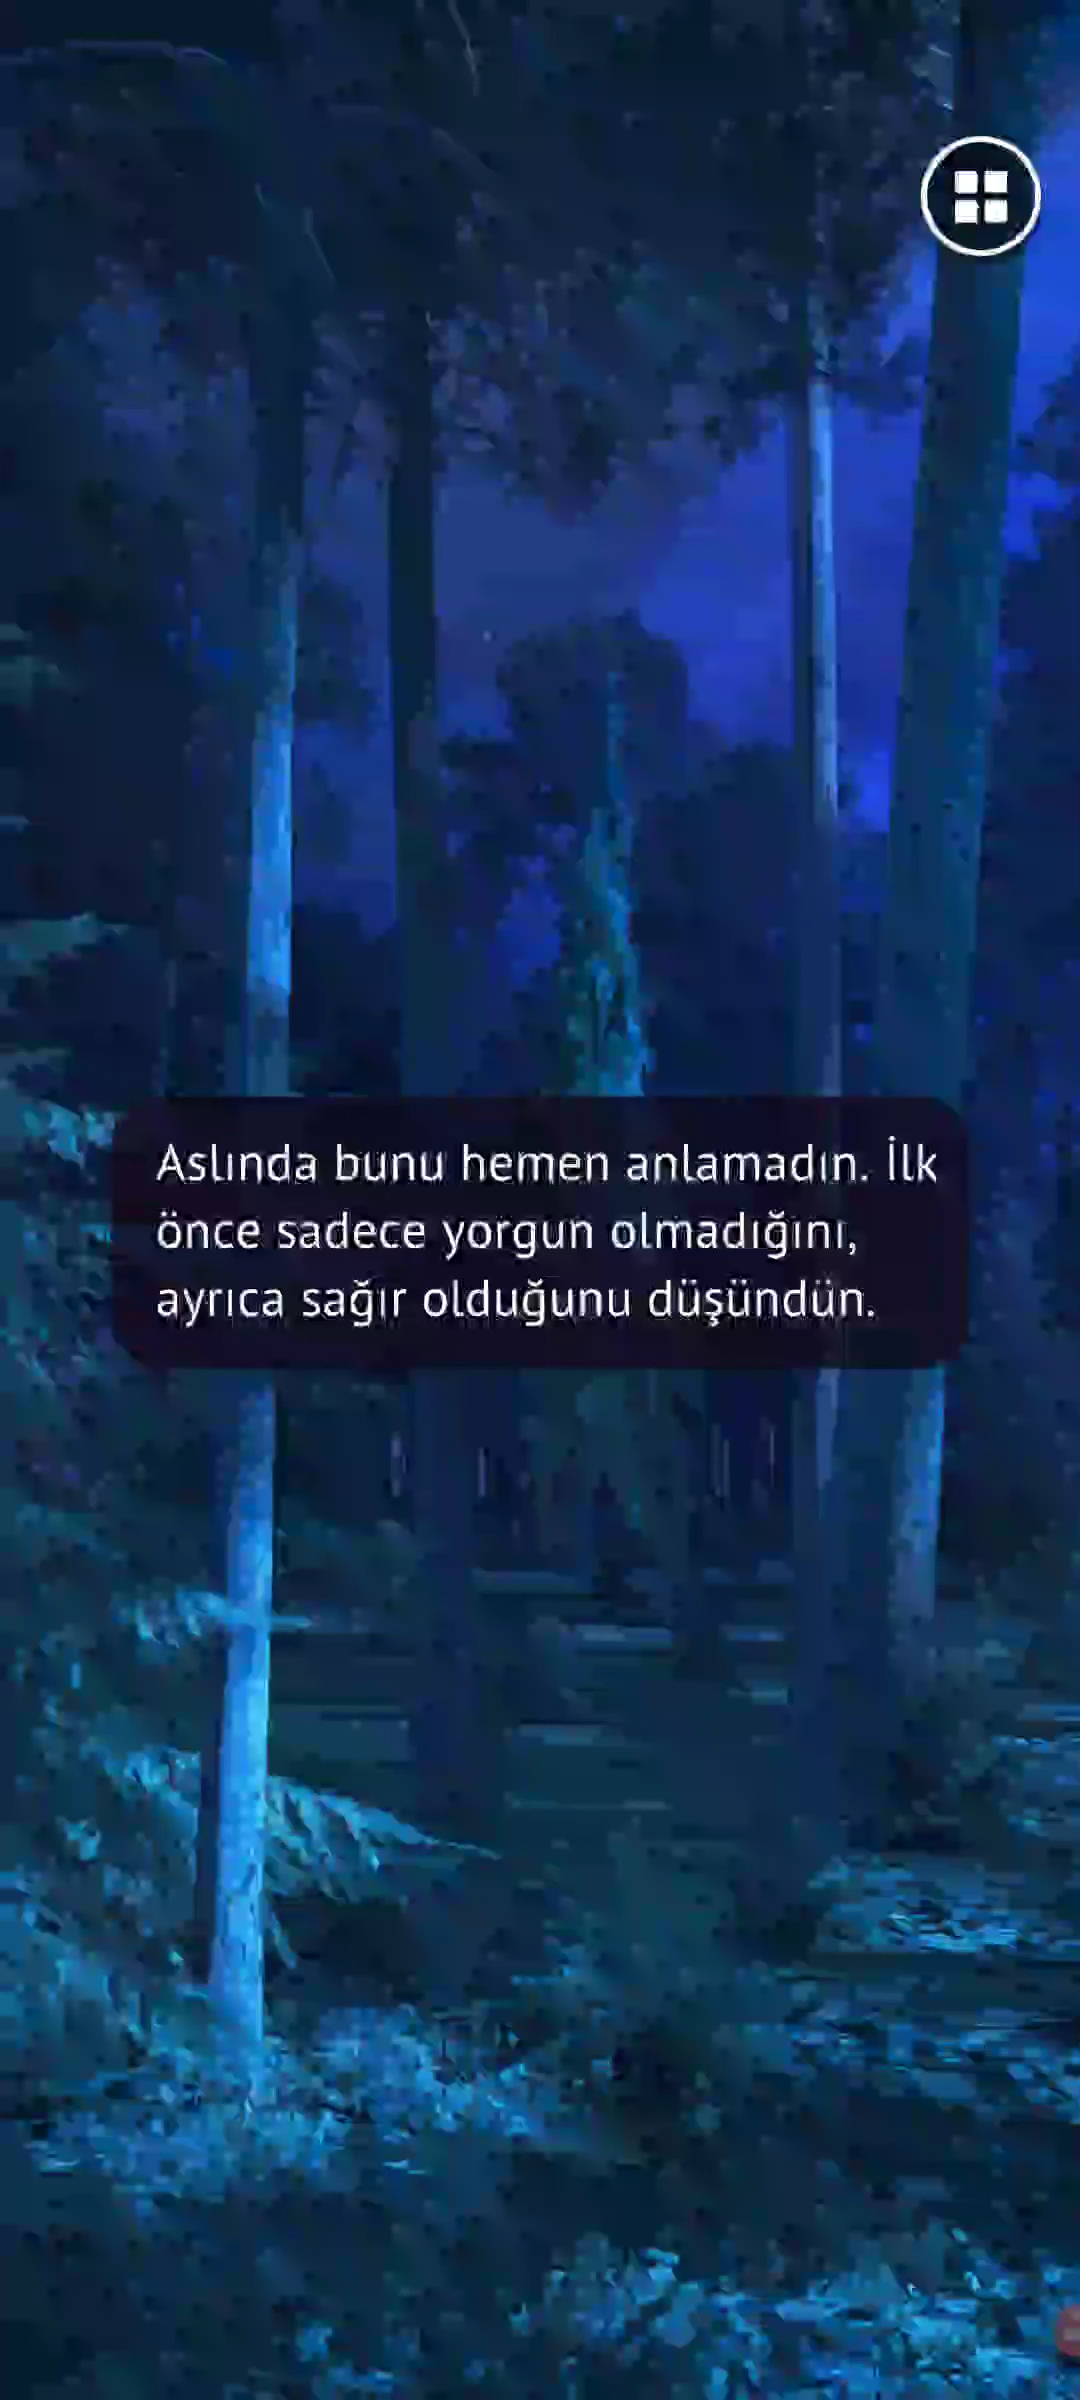 Aslında bunu hemen anlamadın. İlk
önce sadece yorgun olmadığını,
ayrıca sağır olduğunu düşündün.